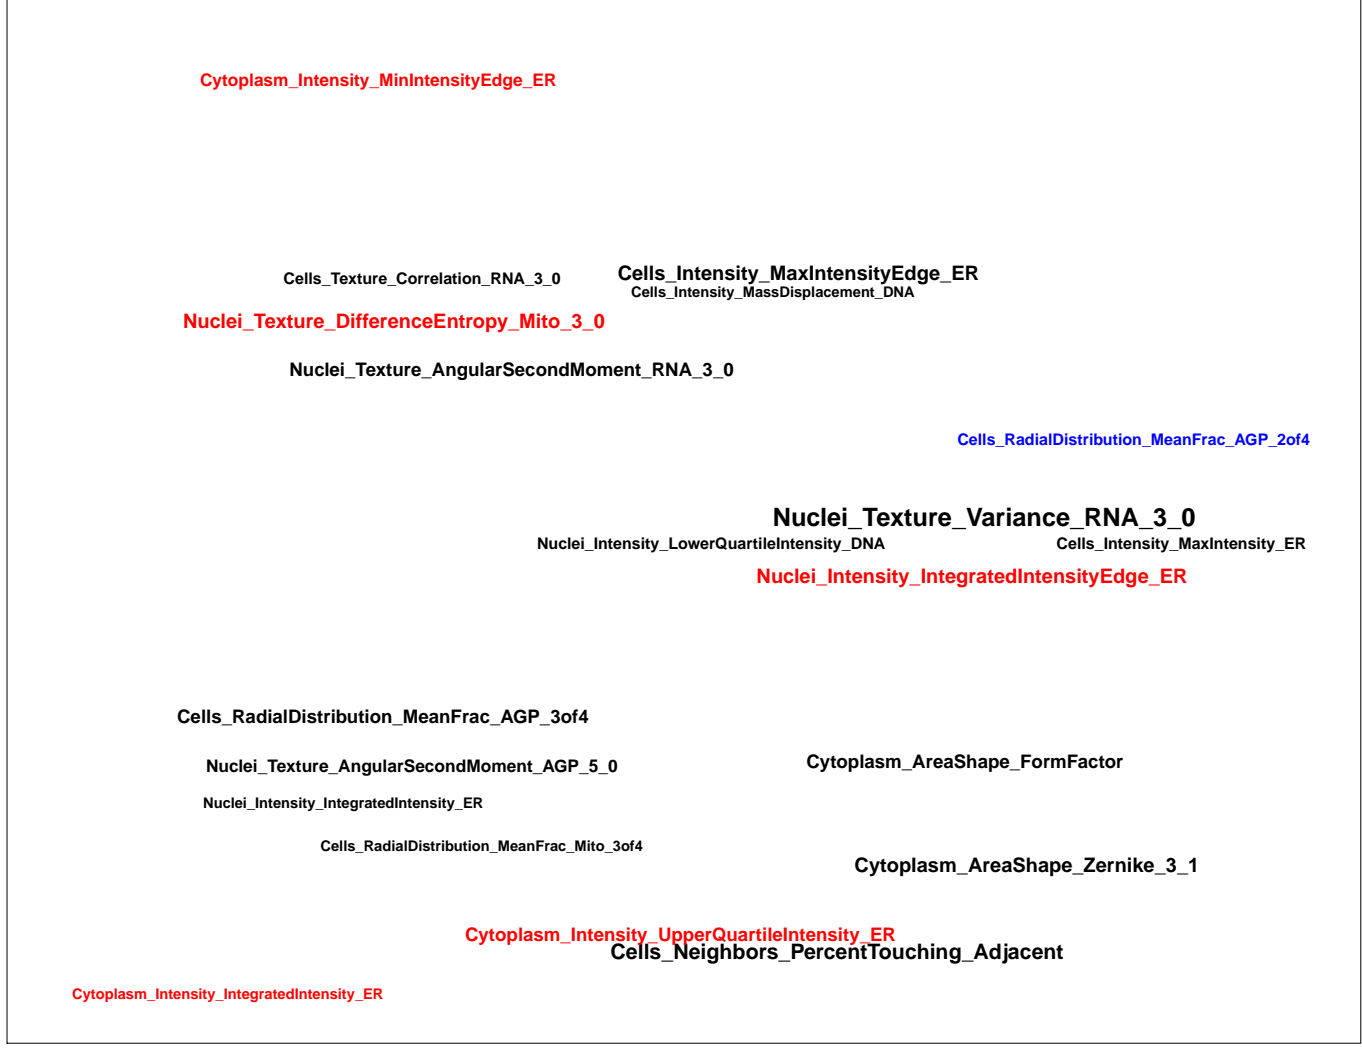 Cytoplasm_Intensity_MinIntensityEdge_ER
Cells_Texture_Correlation_RNA_3_0
Cells_Intensity_MaxIntensityEdge_ER
Cells_Intensity_MassDisplacement_DNA
Nuclei_Texture_DifferenceEntropy_Mito_3_0
Nuclei_Texture_AngularSecondMoment_RNA_3_0
Cells_RadialDistribution_MeanFrac_AGP_2of4
Nuclei_Texture_Variance_RNA_3_0
Nuclei_Intensity_LowerQuartileIntensity_DNA
Cells_Intensity_MaxIntensity_ER
Nuclei_Intensity_IntegratedIntensityEdge_ER
Cells_RadialDistribution_MeanFrac_AGP_3of4
Nuclei_Texture_AngularSecondMoment_AGP_5_0
Cytoplasm_AreaShape_FormFactor
Nuclei_Intensity_IntegratedIntensity_ER
Cells_RadialDistribution_MeanFrac_Mito_3of4
Cytoplasm_AreaShape_Zernike_3_1
Cytoplasm_Intensity_UpperQuartileIntensity_ER
Cells_Neighbors_PercentTouching_Adjacent
Cytoplasm_Intensity_IntegratedIntensity_ER